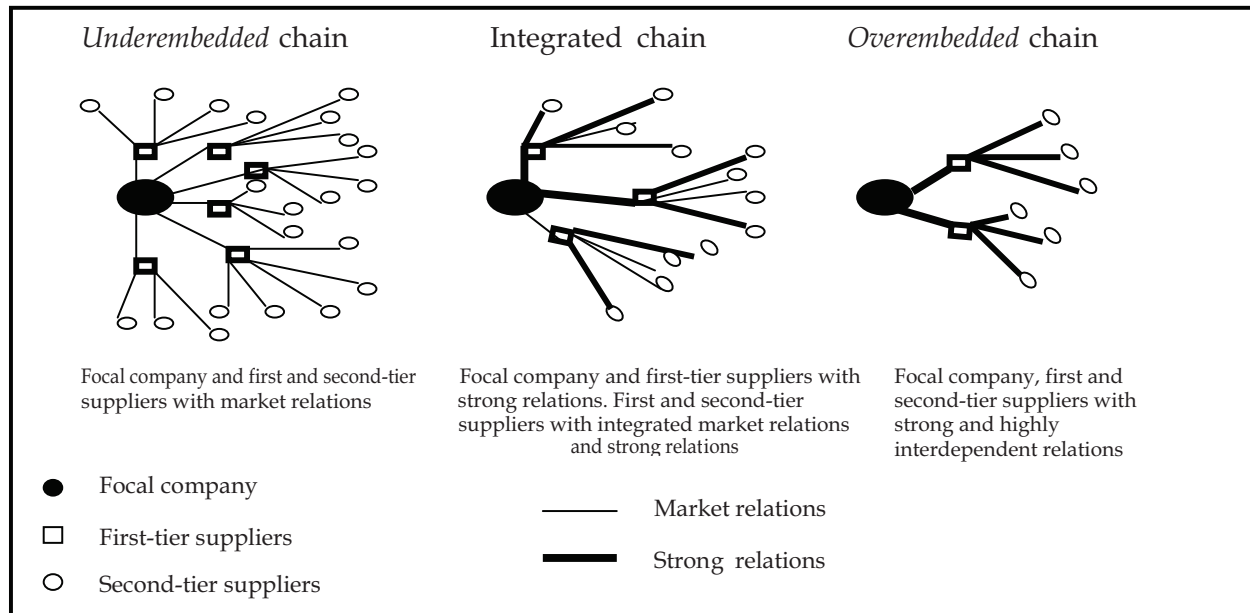 Underembedded chain
Integrated chain
Overembedded chain
Focal company and first and second-tier
suppliers with market relations
Focal company and first-tier suppliers with
strong relations. First and second-tier
suppliers with integrated market relations
and strong relations
Focal company, first and
second-tier suppliers with
strong and highly
interdependent relations
Focal company
First-tier suppliers
Second-tier suppliers
Market relations
Strong relations